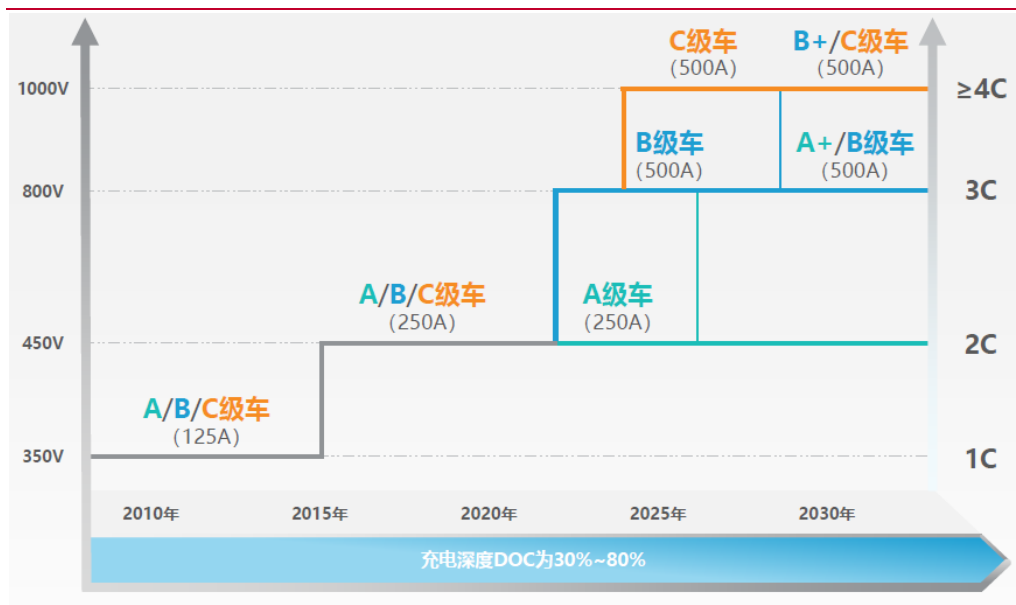 C级车 B+/C级车
(500A) (500A)
1000V ≥4C
B级车 A+/B级车
(500A) (500A)
800V 3C
A/B/C级车 A级车
(250A) (250A)
450V 2C
A/B/C级车
(125A)
350V 1C
2010年 2015年 2020年 2025年 2030年
充电深度DOC为30%~80%